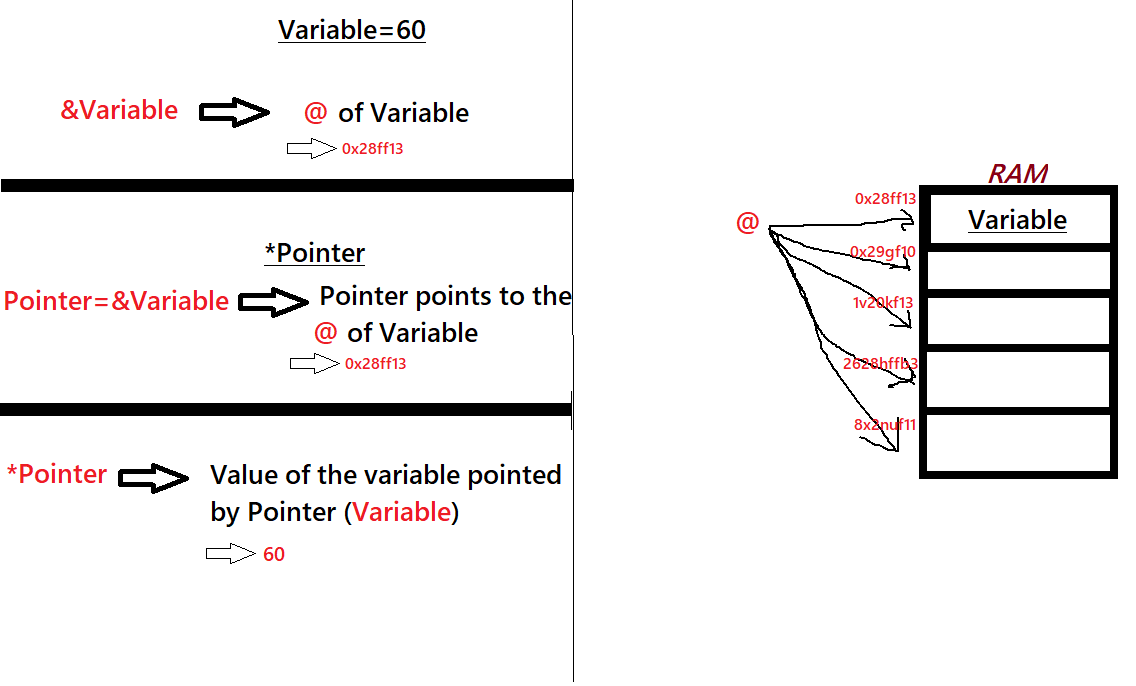 Variable=60
&Variable
@ of Variable
0x28ff13
*Pointer
Pointer=&Variable
Pointer points to the
@ of Variable
0x28ff13
*Pointer
Value of the variable pointed
by Pointer (Variable)
60
RAM
0x28ff13
Variable
@
0x29gf10
1v20kf13
2628hffb3
8x2nuf11